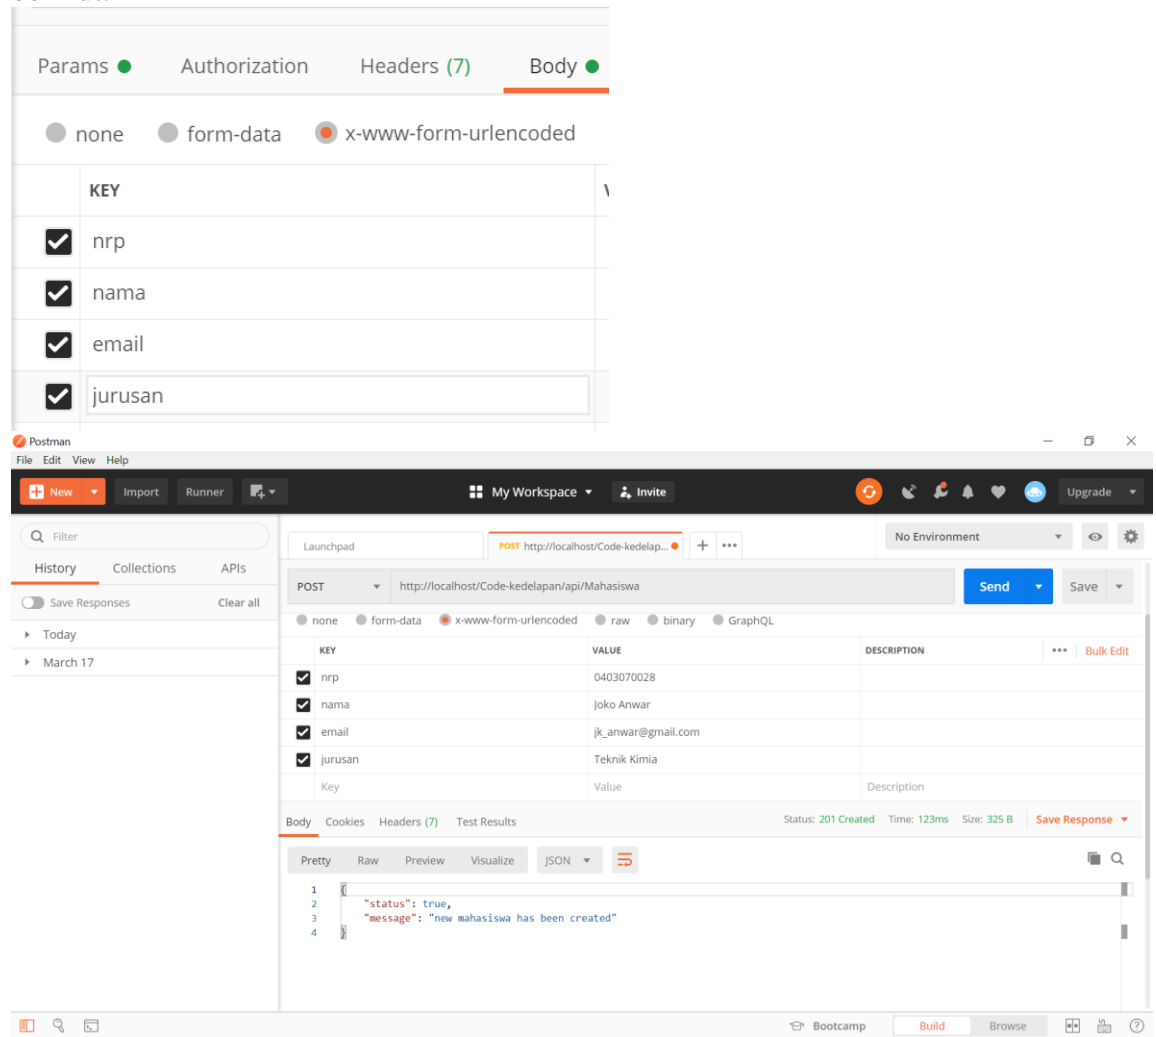 Params Authorization Headers (7) Body
none form-data x-www-form-urlencoded
KEY
nrp
nama
email
jurusan
Postman
File Edit View Help
New Import Runner My Workspace Invite Upgrade
Filter
History Collections APIs
Save Responses Clear all
Today
March 17
Launchpad POST http://localhost/Code-kedelap... No Environment
POST http://localhost/Code-kedelapan/api/Mahasiswa Send Save
none form-data x-www-form-urlencoded raw binary GraphQL
KEY VALUE DESCRIPTION Bulk Edit
nrp 0403070028
nama Joko Anwar
email jk_anwar@gmail.com
jurusan Teknik Kimia
Key Value Description
Body Cookies Headers (7) Test Results Status: 201 Created Time: 123ms Size: 325 B Save Response
Pretty Raw Preview Visualize JSON
1 {
2 "status": true,
3 "message": "new mahasiswa has been created"
4 }
Bootcamp Build Browse